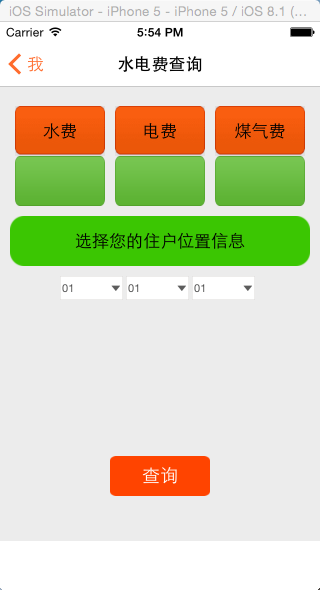 iOS Simulator - iPhone 5 - iPhone 5 / iOS 8.1 (...
Carrier 5:54 PM
我 水电费查询
水费 电费 煤气费
选择您的住户位置信息
01 01 01
查询